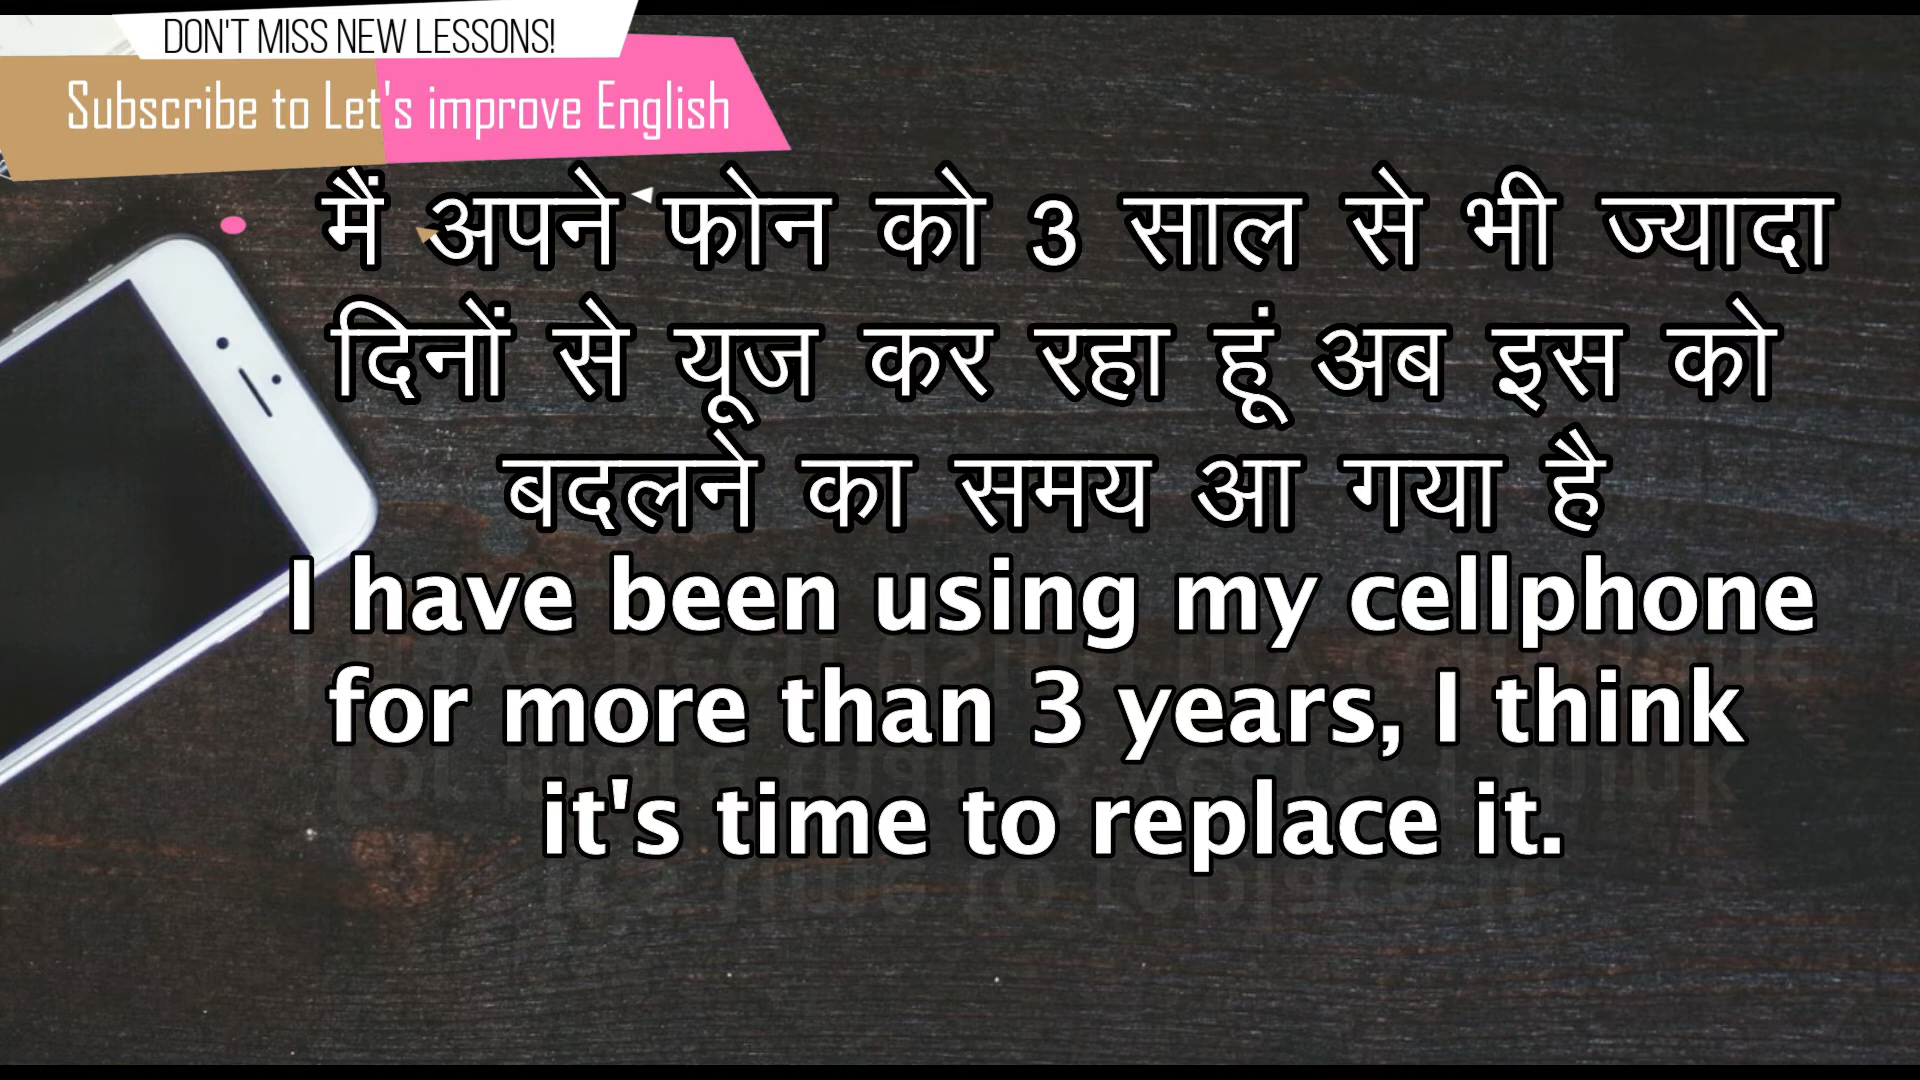 DON'T MISS NEW LESSONS!
Subscribe to Let's improve English
मैं अपने फोन को 3 साल से भी ज्यादा
दिनों से यूज कर रहा हूं अब इस को
बदलने का समय आ गया है
I have been using my cellphone
for more than 3 years, I think
it's time to replace it.